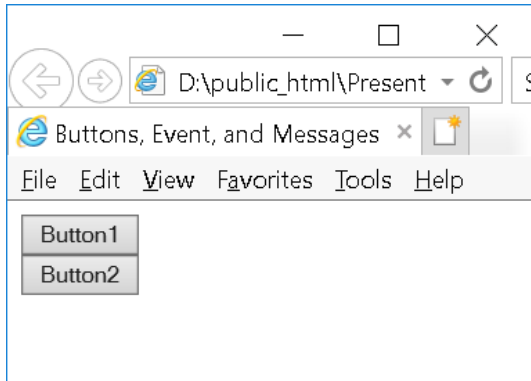 D:\public_html\Present
Buttons, Event, and Messages
File Edit View Favorites Tools Help
Button1
Button2